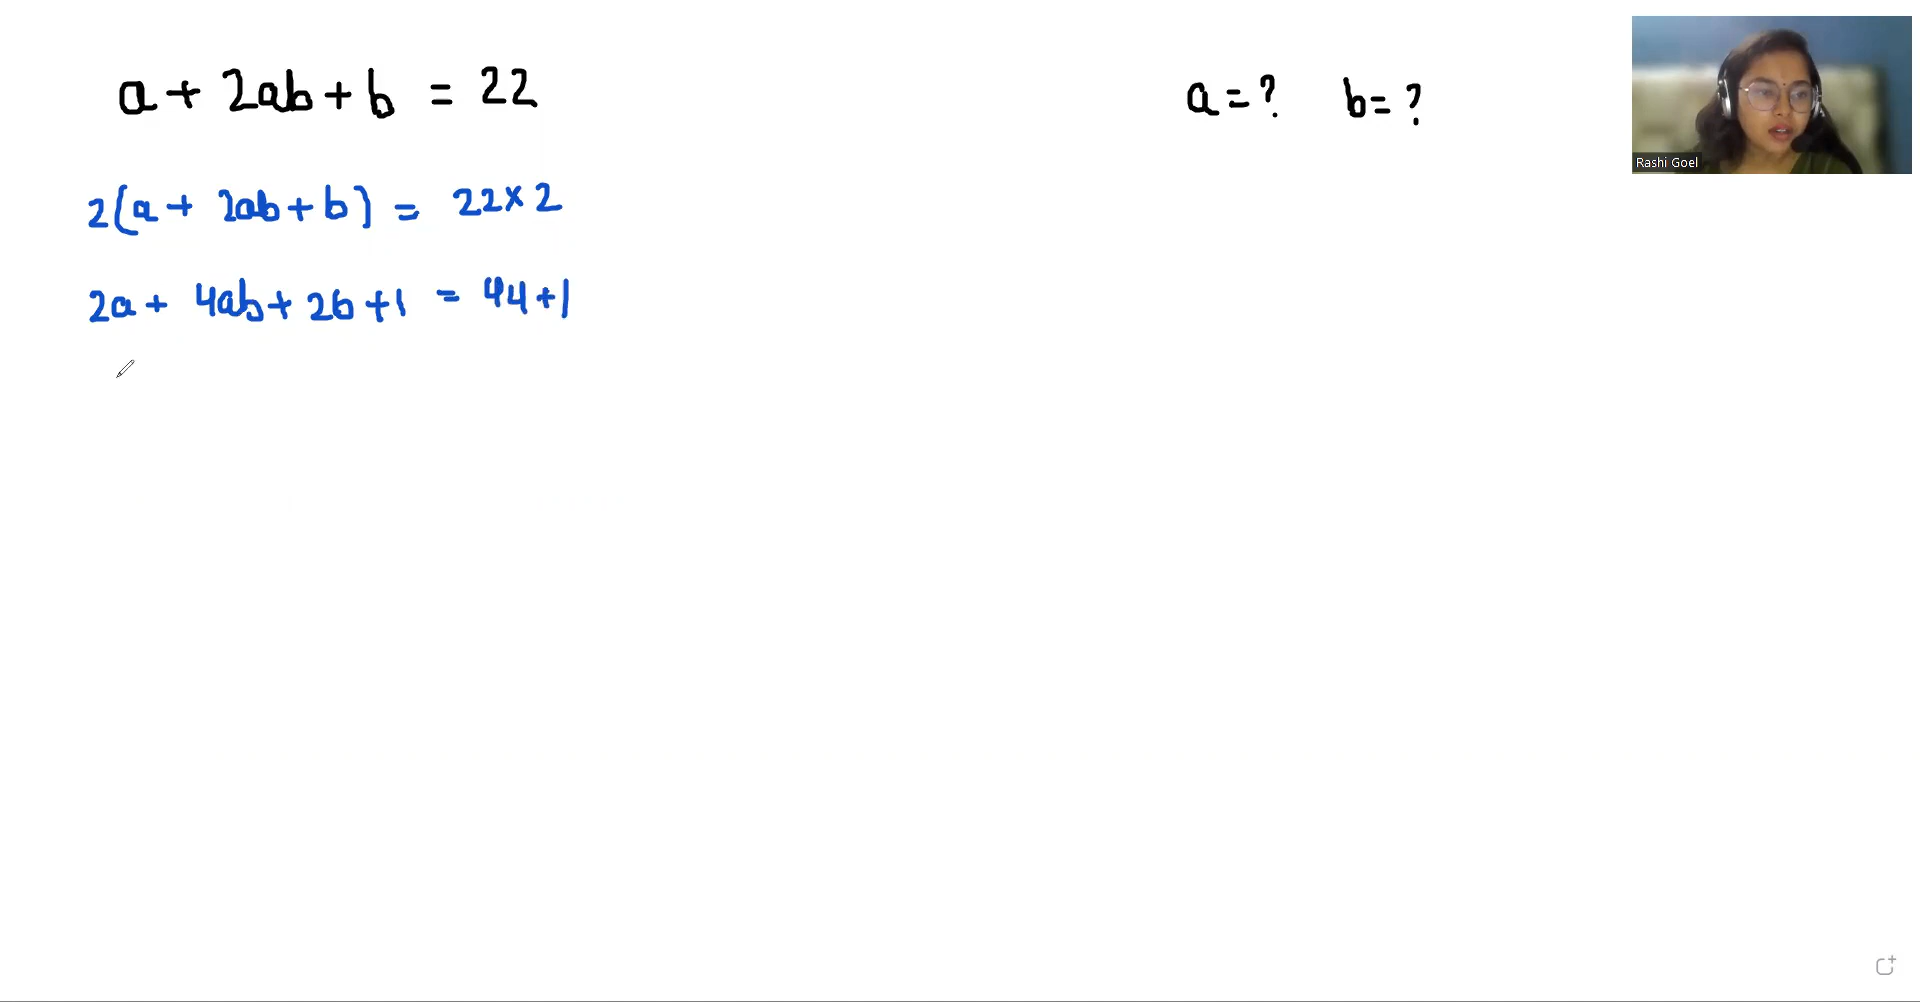 a + 2ab + b = 22
a = ? b = ?
Rashi Goel
2(a + 2ab + b) = 22 × 2
2a + 4ab + 2b + 1 = 44 + 1